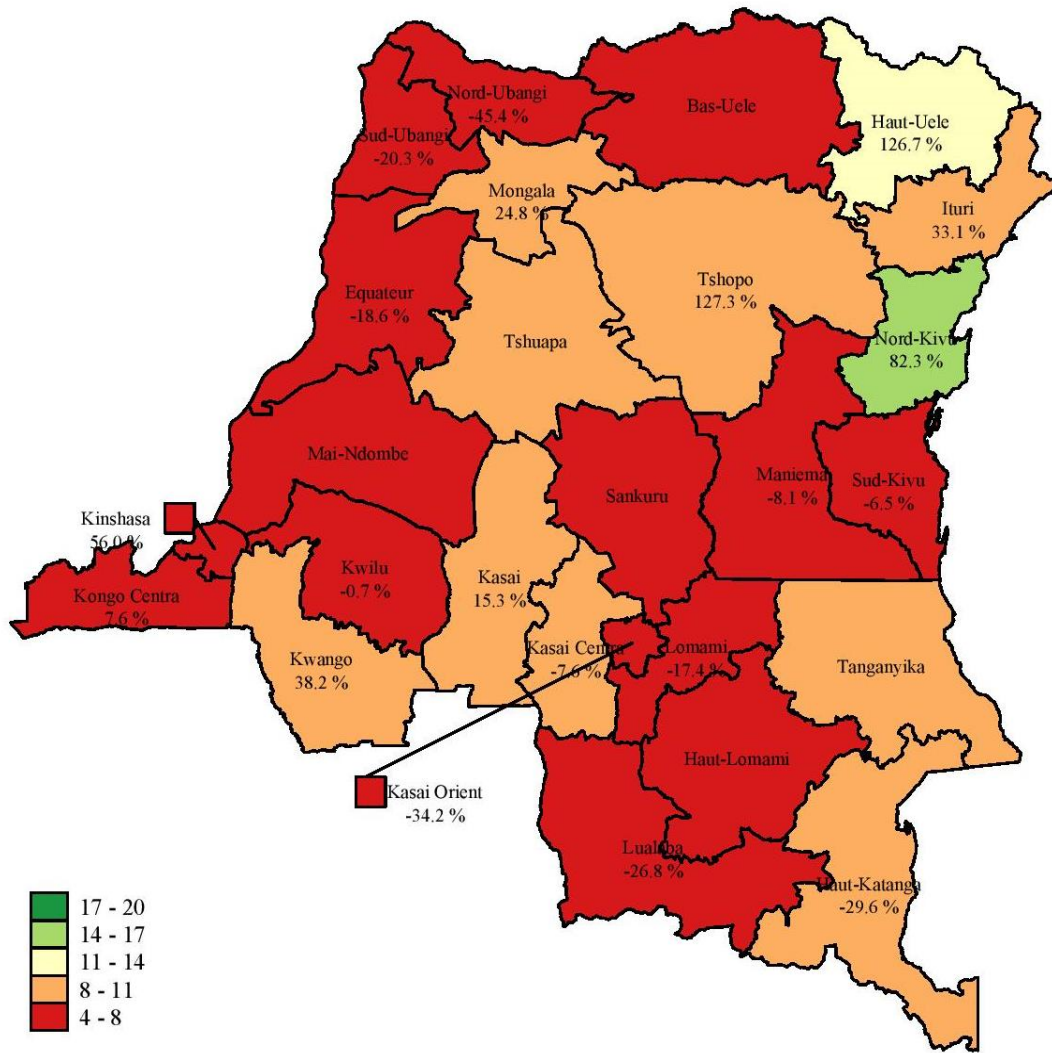 Nord-Ubangi
-45.4 %
Bas-Uele
Haut-Uele
126.7 %
Sud-Ubangi
-20.3 %
Mongala
24.8 %
Ituri
33.1 %
Tshopo
127.3 %
Equateur
-18.6 %
Tshuapa
Nord-Kivu
82.3 %
Mai-Ndombe
Sankuru
Maniema
-8.1 %
Sud-Kivu
-6.5 %
Kinshasa
56.0 %
Kwilu
-0.7 %
Kasai
15.3 %
Kongo Centra
7.6 %
Kwango
38.2 %
Kasai Centra
-7.6 %
Lomami
-17.4 %
Tanganyika
Haut-Lomami
Kasai Orient
-34.2 %
Lualaba
-26.8 %
Haut-Katanga
-29.6 %
17 - 20
14 - 17
11 - 14
8 - 11
4 - 8